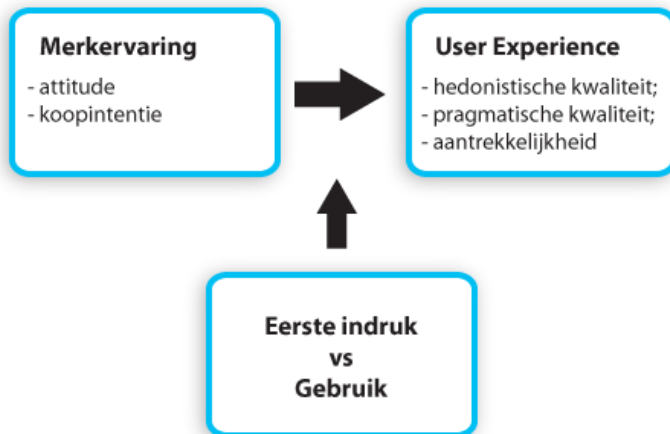 Merkervaring
- attitude
- koopintentie
User Experience
- hedonistische kwaliteit;
- pragmatische kwaliteit;
- aantrekkelijkheid
Eerste indruk
vs
Gebruik